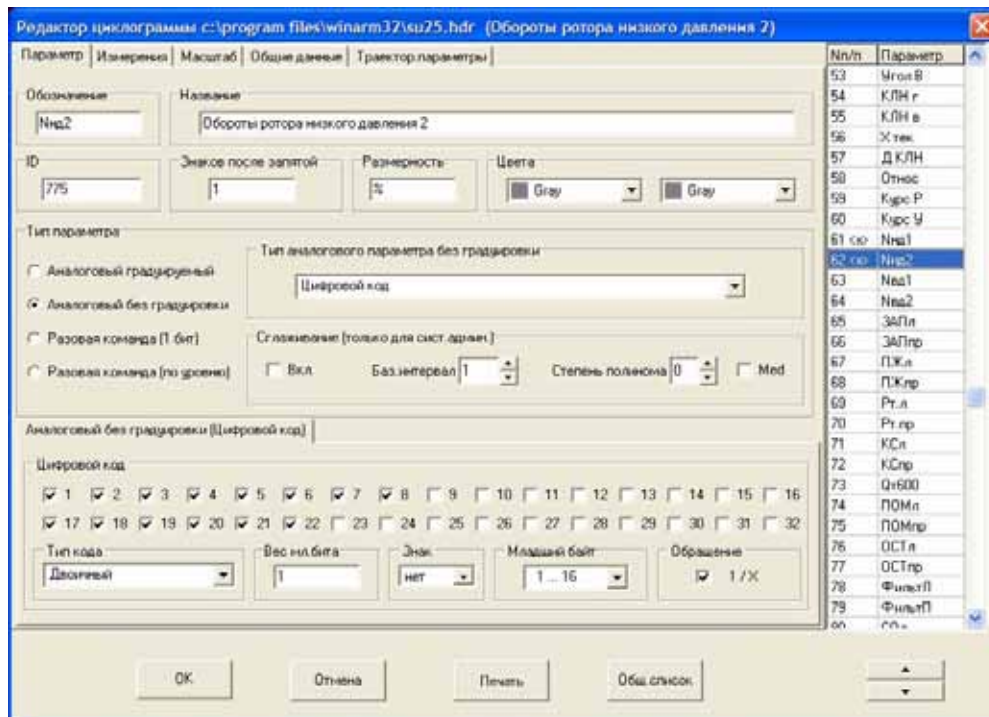 Редактор циклограммы c:\program files\winarm32\su25.hdr (Обороты ротора низкого давления 2)
Параметр Измерения Масштаб Общие данные Траектор.параметры
Обозначение Название
Nнд2 Обороты ротора низкого давления 2
ID Знаков после запятой Размерность Цвета
775 1 % Gray Gray
Тип параметра
Тип аналогового параметра без градуировки
Аналоговый градуируемый
Цифровой код
Аналоговый без градуировки
Разовая команда (1 бит)
Сглаживание (только для сист.админ.)
Разовая команда (по уровню)
Вкл Баз.интервал 1 Степень полинома 0 Med
Аналоговый без градуировки (Цифровой код)
Цифровой код
1 2 3 4 5 6 7 8 9 10 11 12 13 14 15 16
17 18 19 20 21 22 23 24 25 26 27 28 29 30 31 32
Тип кода Вес мл.бита Знак Младший байт Обращение
Двоичный 1 нет 1 ... 16 1/X
OK Отмена Печать Общ.список
Nп/п Параметр
53 Угол В
54 КЛН г
55 КЛН в
56 X тек
57 Д КЛН
58 Относ
59 Курс Р
60 Курс У
61 Nнд1
62 Nнд2
63 Nвд1
64 Nвд2
65 ЗАПл
66 ЗАПпр
67 П.Ж.л
68 П.Ж.пр
69 Рт.л
70 Рт.пр
71 КСл
72 КСпр
73 Qт600
74 ПОМл
75 ПОМпр
76 ОСТл
77 ОСТпр
78 ФильтП
79 ФильтП